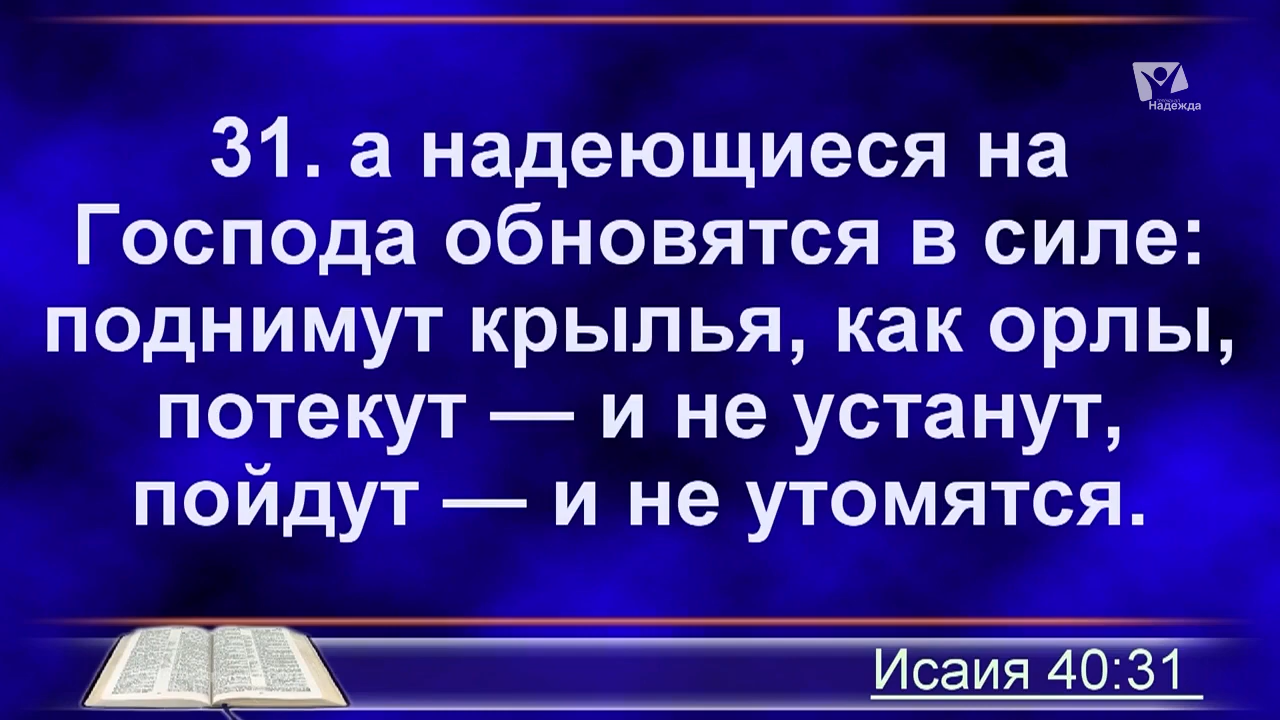 Надежда
31. а надеющиеся на
Господа обновятся в силе:
поднимут крылья, как орлы,
потекут — и не устанут,
пойдут — и не утомятся.
Исаия 40:31